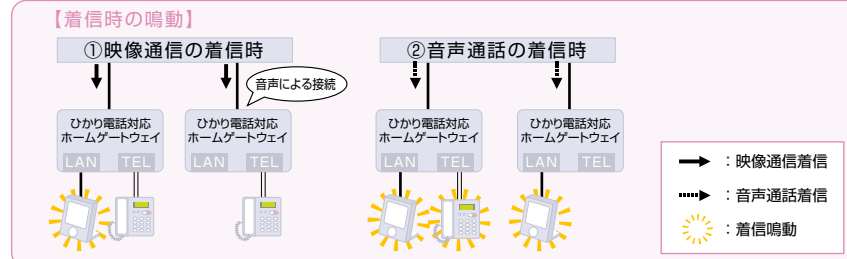 【着信時の鳴動】
①映像通信の着信時
②音声通話の着信時
音声による接続
ひかり電話対応
ホームゲートウェイ
LAN TEL
ひかり電話対応
ホームゲートウェイ
LAN TEL
ひかり電話対応
ホームゲートウェイ
LAN TEL
ひかり電話対応
ホームゲートウェイ
LAN TEL
：映像通信着信
：音声通話着信
：着信鳴動